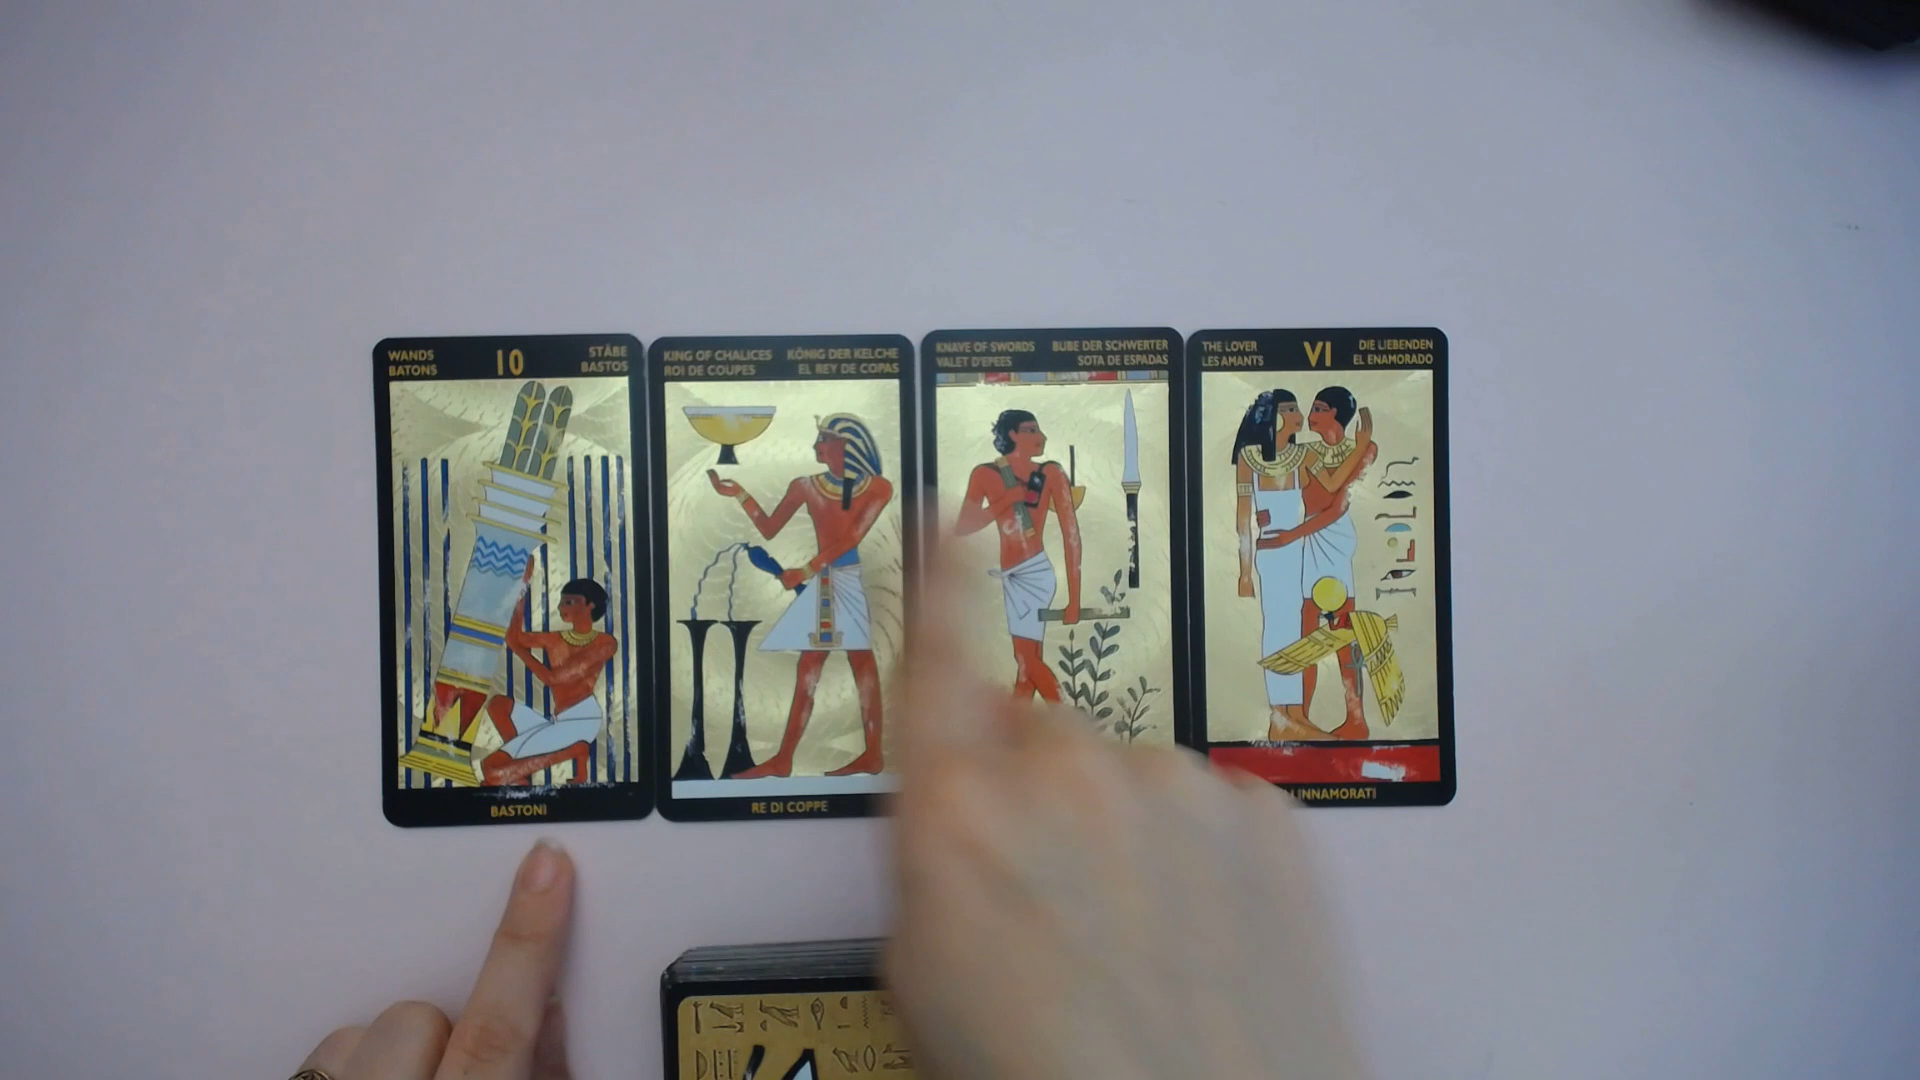 WANDS 10 STÄBE
BATONS BASTOS
BASTONI
KING OF CHALICES KÖNIG DER KELCHE
ROI DE COUPES EL REY DE COPAS
RE DI COPPE
KNAVE OF SWORDS BUBE DER SCHWERTER
VALET D'EPEES SOTA DE ESPADAS
THE LOVER VI DIE LIEBENDEN
LES AMANTS EL ENAMORADO
INNAMORATI